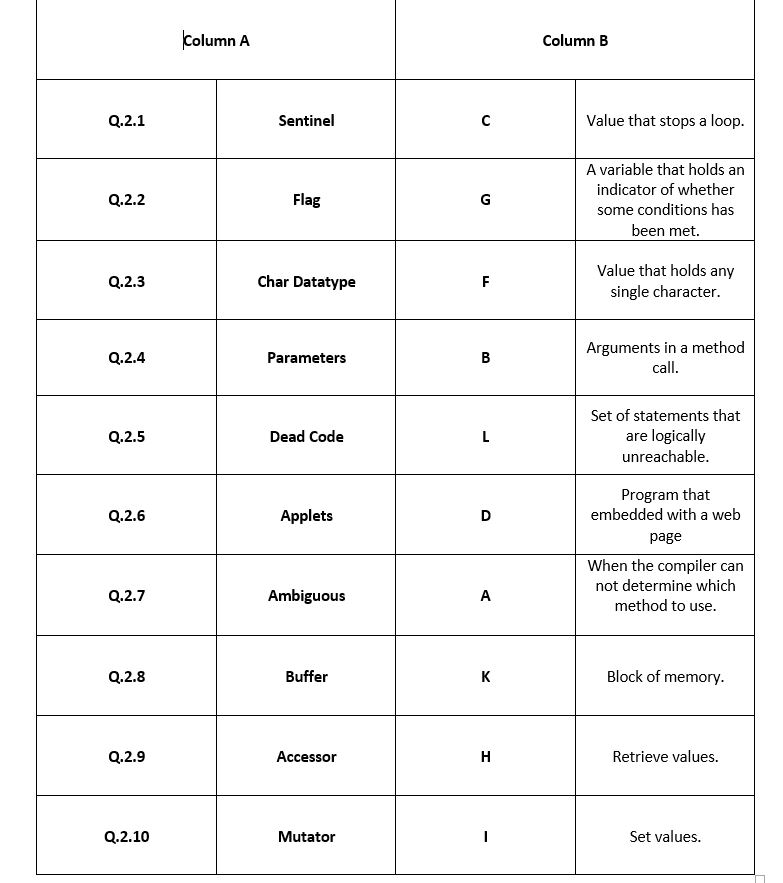 Column A
Column B
Q.2.1
Sentinel
C
Value that stops a loop.
Q.2.2
Flag
G
A variable that holds an
indicator of whether
some conditions has
been met.
Q.2.3
Char Datatype
F
Value that holds any
single character.
Q.2.4
Parameters
B
Arguments in a method
call.
Q.2.5
Dead Code
L
Set of statements that
are logically
unreachable.
Q.2.6
Applets
D
Program that
embedded with a web
page
Q.2.7
Ambiguous
A
When the compiler can
not determine which
method to use.
Q.2.8
Buffer
K
Block of memory.
Q.2.9
Accessor
H
Retrieve values.
Q.2.10
Mutator
I
Set values.